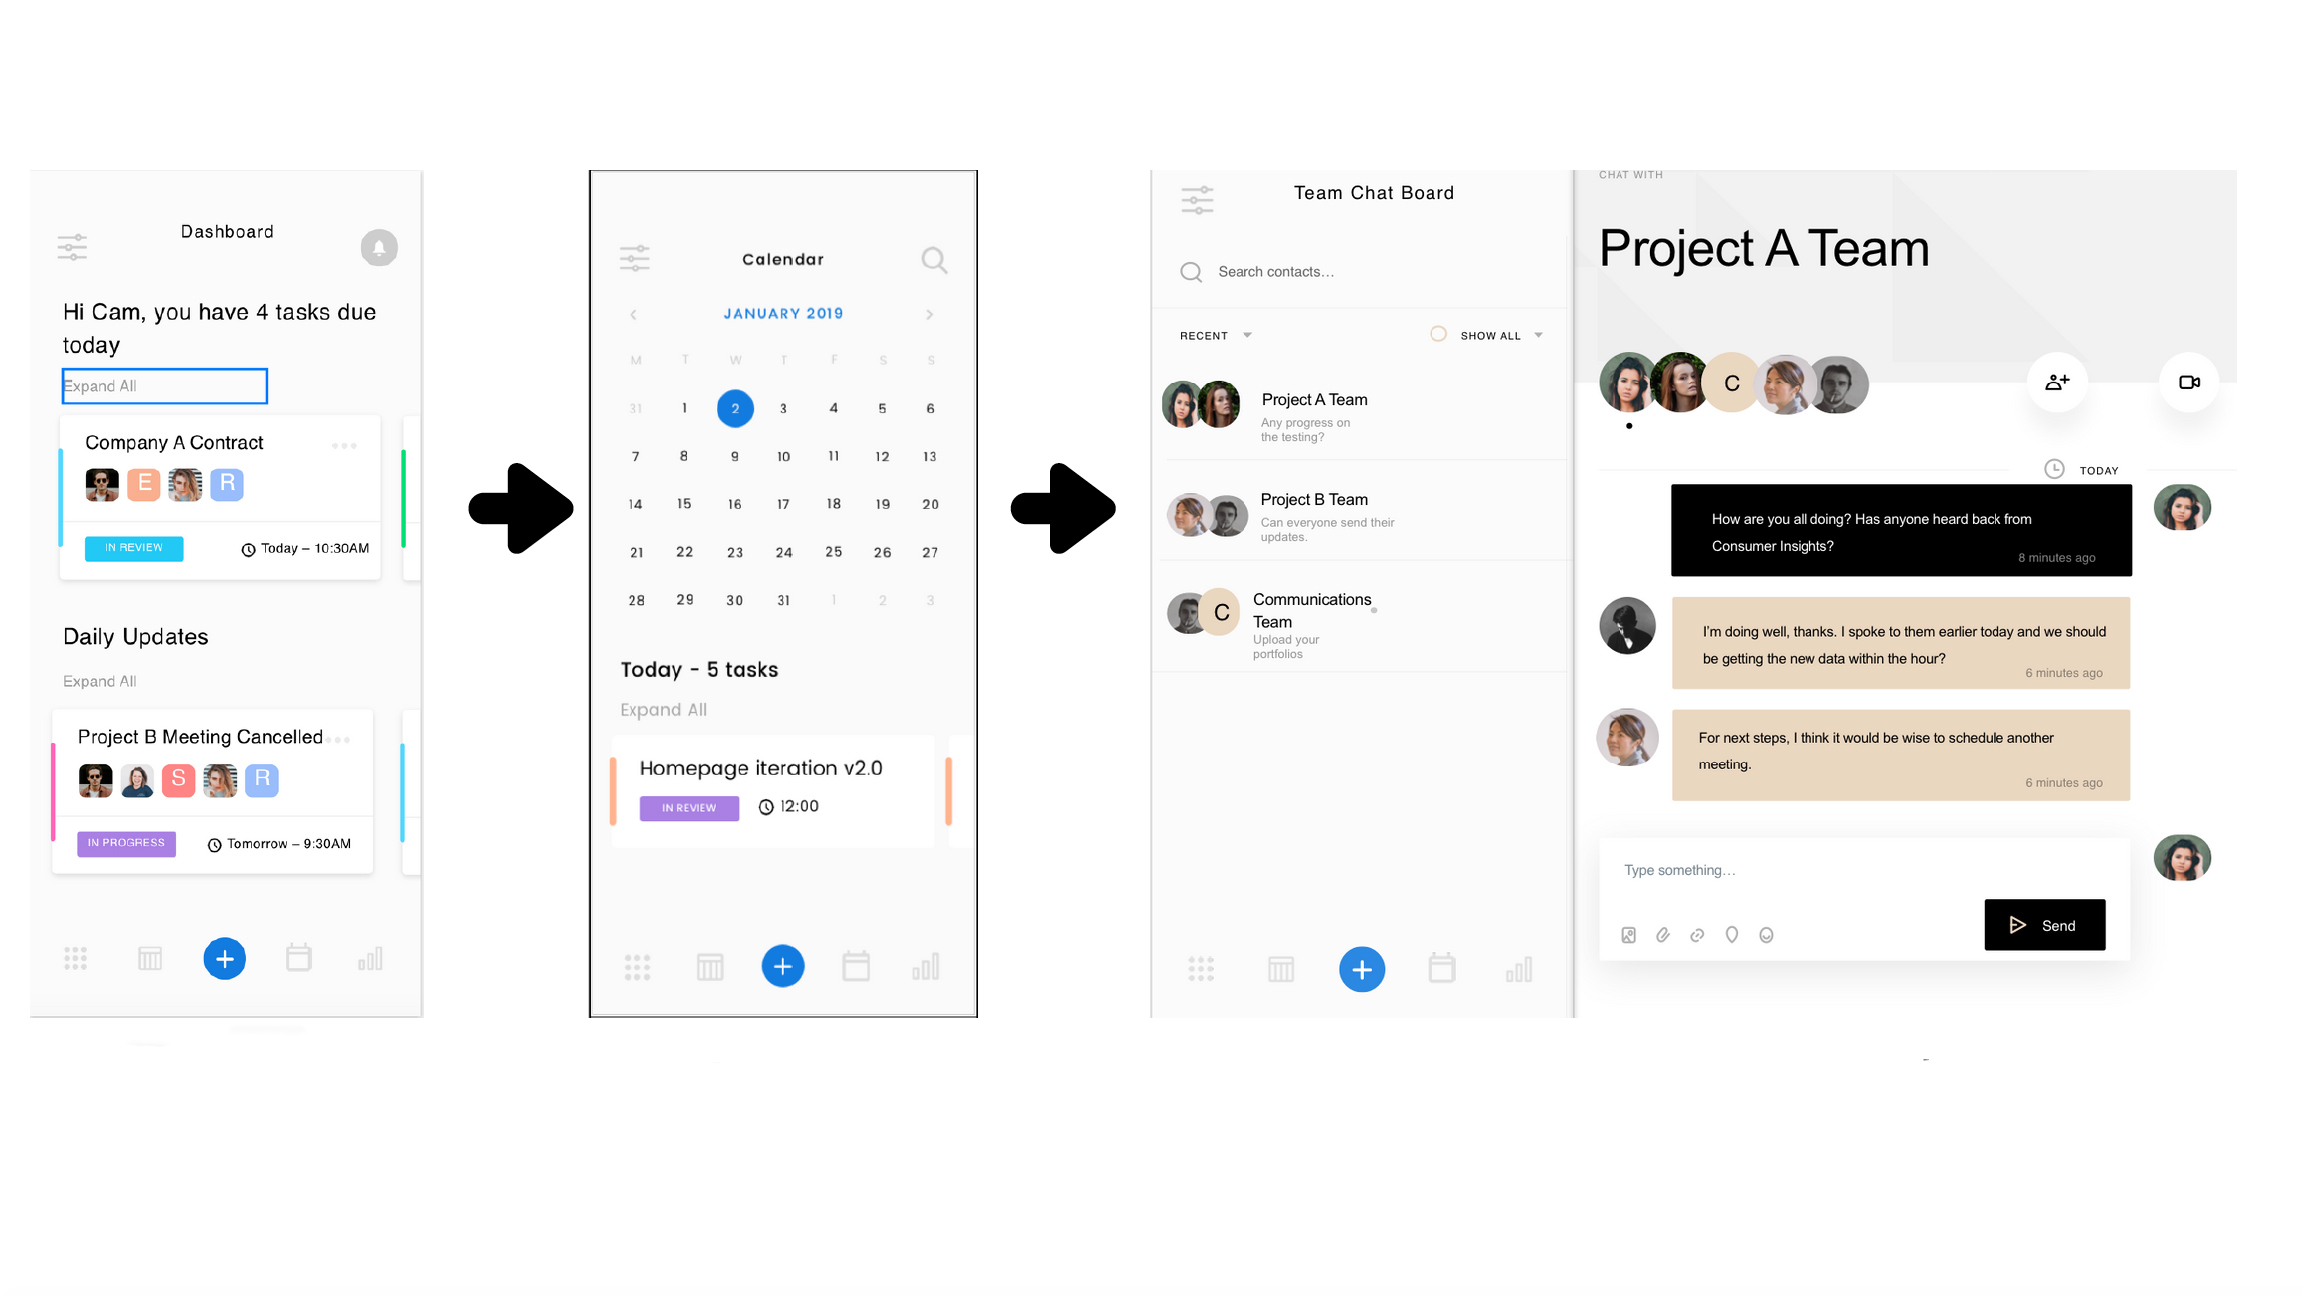 Dashboard
Hi Cam, you have 4 tasks due
today
Expand All
Company A Contract
E
R
IN REVIEW
Today – 10:30AM
Daily Updates
Expand All
Project B Meeting Cancelled
S
R
IN PROGRESS
Tomorrow – 9:30AM
Calendar
JANUARY 2019
M T W T F S S
31 1 2 3 4 5 6
7 8 9 10 11 12 13
14 15 16 17 18 19 20
21 22 23 24 25 26 27
28 29 30 31 1 2 3
Today - 5 tasks
Expand All
Homepage iteration v2.0
IN REVIEW
12:00
Team Chat Board
Search contacts...
RECENT
SHOW ALL
Project A Team
Any progress on
the testing?
Project B Team
Can everyone send their
updates.
C
Communications
Team
Upload your
portfolios
CHAT WITH
Project A Team
C
TODAY
How are you all doing? Has anyone heard back from
Consumer Insights?
8 minutes ago
I'm doing well, thanks. I spoke to them earlier today and we should
be getting the new data within the hour?
6 minutes ago
For next steps, I think it would be wise to schedule another
meeting.
6 minutes ago
Type something...
Send